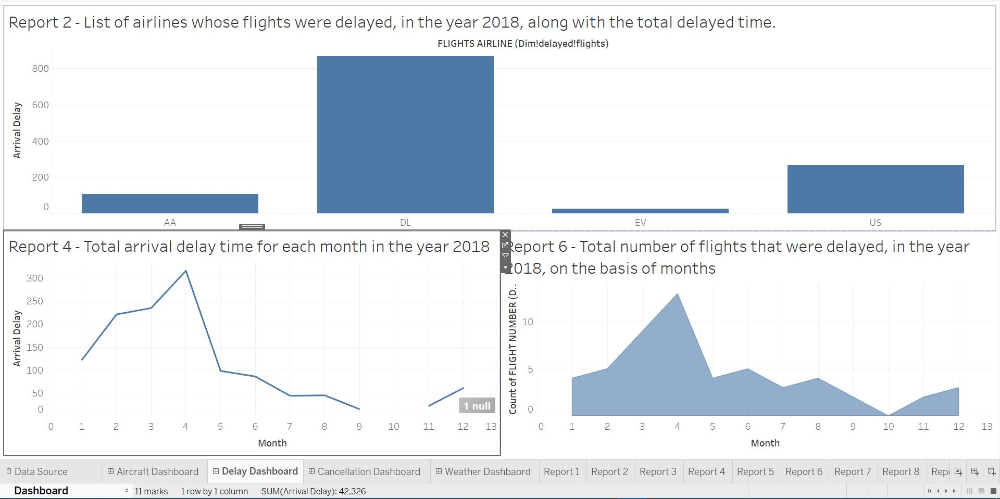 Report 2 - List of airlines whose flights were delayed, in the year 2018, along with the total delayed time.
FLIGHTS AIRLINE (Dim!delayed!flights)
Arrival Delay
800
600
400
200
0
AA DL EV US
Report 4 - Total arrival delay time for each month in the year 2018
Arrival Delay
300
250
200
150
100
50
0
1 null
0 1 2 3 4 5 6 7 8 9 10 11 12 13
Month
Report 6 - Total number of flights that were delayed, in the year
2018, on the basis of months
Count of FLIGHT NUMBER (D..
10
5
0
0 1 2 3 4 5 6 7 8 9 10 11 12 13
Month
Data Source Aircraft Dashboard Delay Dashboard Cancellation Dashboard Weather Dashbaord Report 1 Report 2 Report 3 Report 4 Report 5 Report 6 Report 7 Report 8 Repo
Dashboard 11 marks 1 row by 1 column SUM(Arrival Delay): 42,326